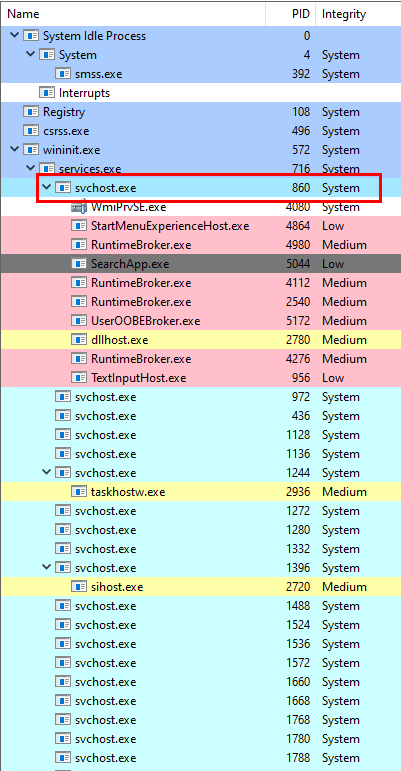 Name PID Integrity
System Idle Process 0
System 4 System
smss.exe 392 System
Interrupts
Registry 108 System
csrss.exe 496 System
wininit.exe 572 System
services.exe 716 System
svchost.exe 860 System
WmiPrvSE.exe 4080 System
StartMenuExperienceHost.exe 4864 Low
RuntimeBroker.exe 4980 Medium
SearchApp.exe 5044 Low
RuntimeBroker.exe 4112 Medium
RuntimeBroker.exe 2540 Medium
UserOOBEBroker.exe 5172 Medium
dllhost.exe 2780 Medium
RuntimeBroker.exe 4276 Medium
TextInputHost.exe 956 Low
svchost.exe 972 System
svchost.exe 436 System
svchost.exe 1128 System
svchost.exe 1136 System
svchost.exe 1244 System
taskhostw.exe 2936 Medium
svchost.exe 1272 System
svchost.exe 1280 System
svchost.exe 1332 System
svchost.exe 1396 System
sihost.exe 2720 Medium
svchost.exe 1488 System
svchost.exe 1524 System
svchost.exe 1536 System
svchost.exe 1572 System
svchost.exe 1660 System
svchost.exe 1668 System
svchost.exe 1768 System
svchost.exe 1780 System
svchost.exe 1788 System